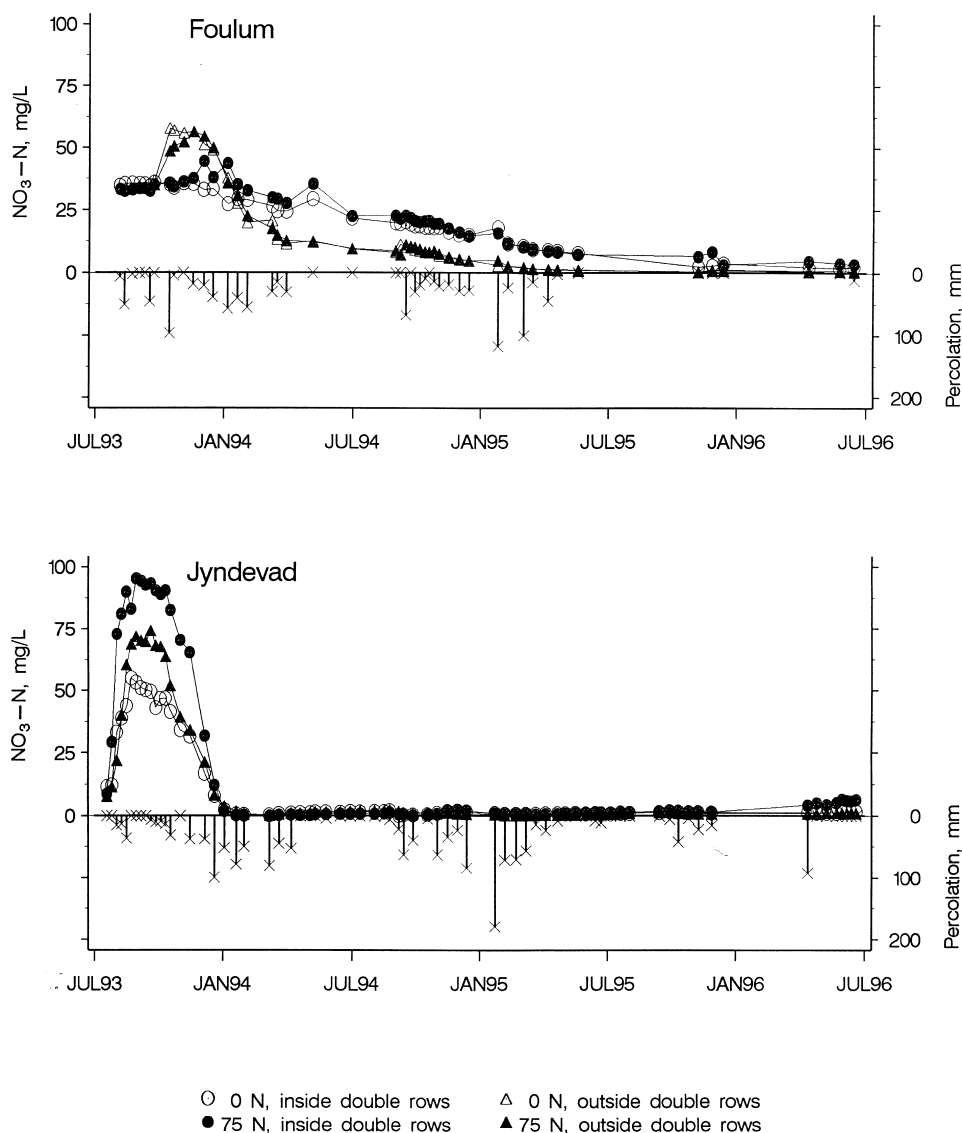 Foulum
100
75
50
25
0
NO3−N, mg/L
0
100
200
Percolation, mm
JUL93 JAN94 JUL94 JAN95 JUL95 JAN96 JUL96
Jyndevad
100
75
50
25
0
NO3−N, mg/L
0
100
200
Percolation, mm
JUL93 JAN94 JUL94 JAN95 JUL95 JAN96 JUL96
0 N, inside double rows
0 N, outside double rows
75 N, inside double rows
75 N, outside double rows